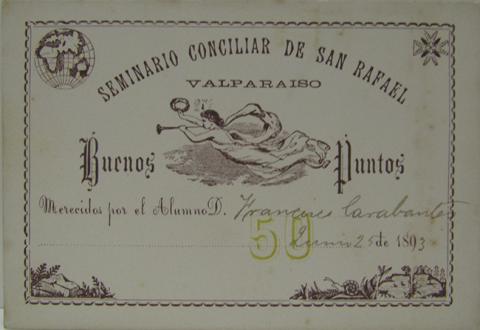 SEMINARIO CONCILIAR DE SAN RAFAEL
VALPARAISO
Buenos Puntos
Merecidos por el Alumno D. Francisco Carabantes
50
Junio 25 de 1893